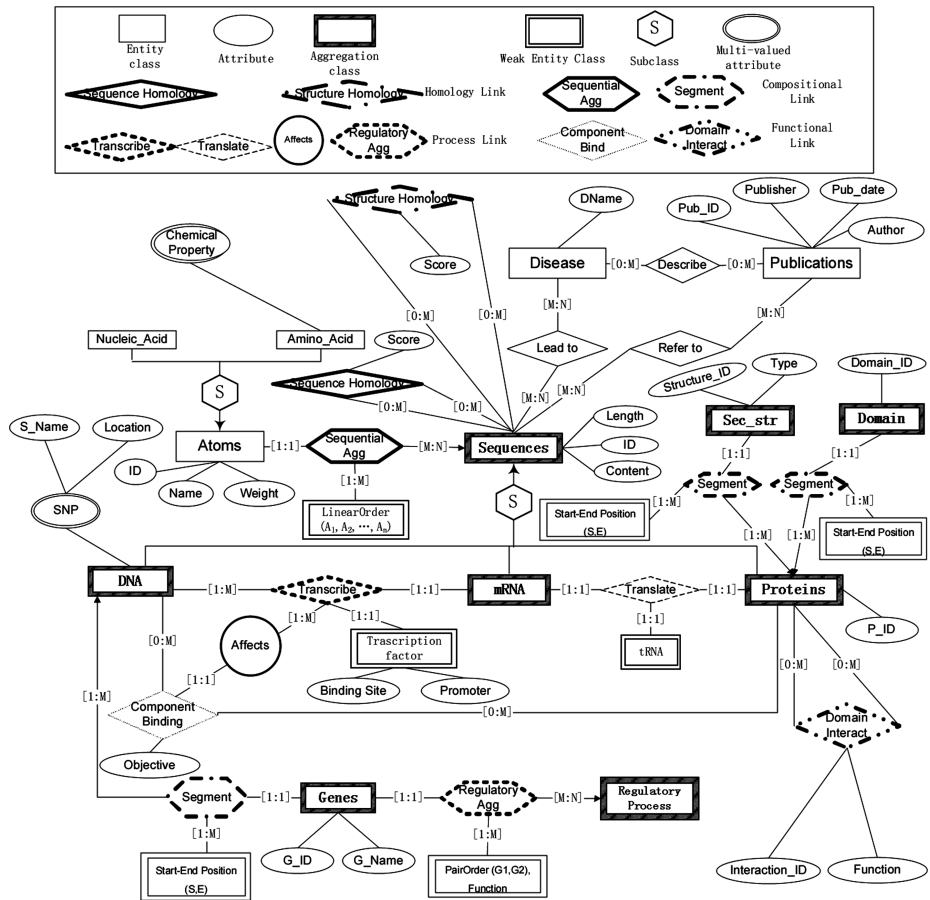 Entity
class
Attribute
Aggregation
class
Weak Entity Class
S
Subclass
Multi-valued
attribute
Sequence Homology
Structure Homology
Homology Link
Sequential
Agg
Segment
Compositional
Link
Transcribe
Translate
Affects
Regulatory
Agg
Process Link
Component
Bind
Domain
Interact
Functional
Link
Structure Homology
Score
DName
Pub_ID
Publisher
Pub_date
Author
Chemical
Property
Disease
[0:M]
Describe
[0:M]
Publications
[M:N]
[M:N]
[0:M]
[0:M]
Nucleic_Acid
Amino_Acid
Score
Lead to
Refer to
Sequence Homology
[0:M]
[0:M]
[M:N]
[M:N]
Structure_ID
Type
Domain_ID
S
S_Name
Location
Atoms
[1:1]
Sequential
Agg
[M:N]
Sequences
Length
ID
Content
Sec_str
Domain
[1:1]
[1:1]
ID
Name
Weight
[1:M]
LinearOrder
(A1, A2, ···, An)
S
SNP
Segment
Segment
[1:M]
[1:M]
Start-End Position
(S,E)
Start-End Position
(S,E)
[1:M]
[1:M]
DNA
[1:M]
Transcribe
[1:1]
mRNA
[1:1]
Translate
[1:1]
Proteins
[1:M]
[1:1]
[1:1]
P_ID
[0:M]
Affects
Trascription
factor
tRNA
[0:M]
[0:M]
[1:1]
Binding Site
Promoter
[1:M]
Component
Binding
[0:M]
Domain
Interact
Objective
Segment
[1:1]
Genes
[1:1]
Regulatory
Agg
[M:N]
Regulatory
Process
[1:M]
[1:M]
Start-End Position
(S,E)
G_ID
G_Name
PairOrder (G1,G2),
Function
Interaction_ID
Function